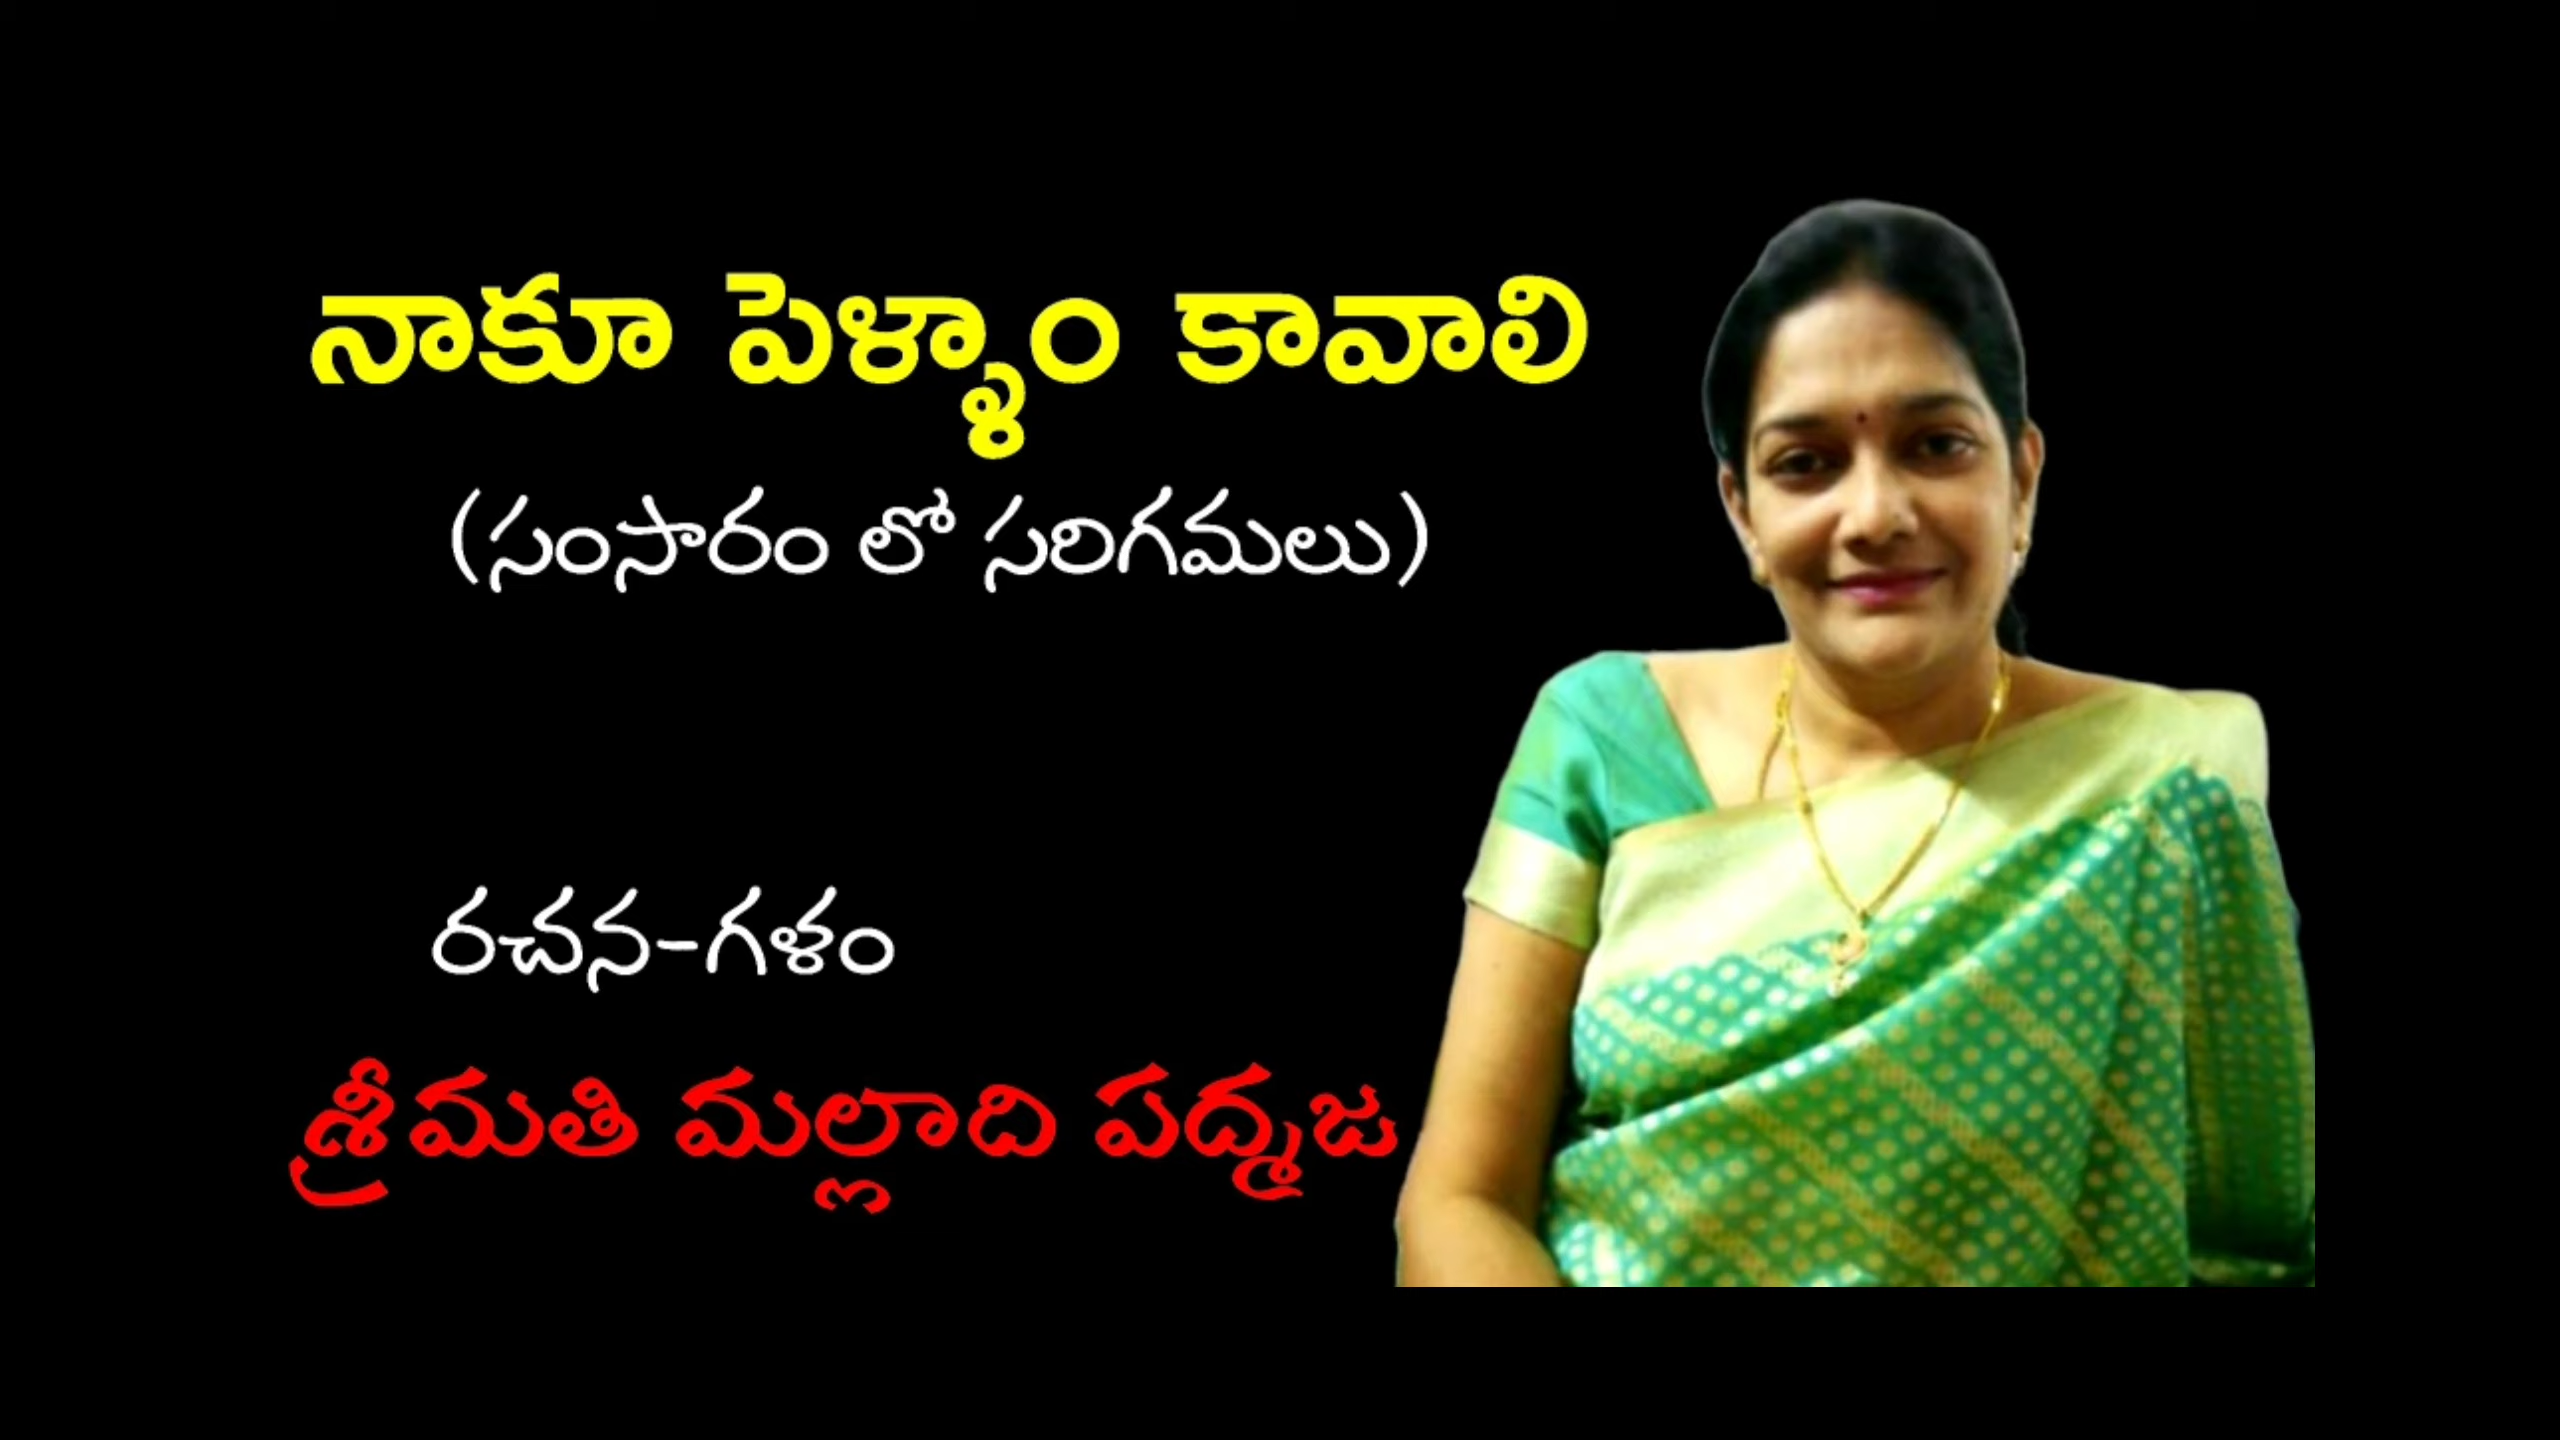 నాకూ పెళ్ళాం కావాలి
(సంసారం లో సరిగమలు)
రచన-గళం
శ్రీమతి మల్లాది పద్మజ